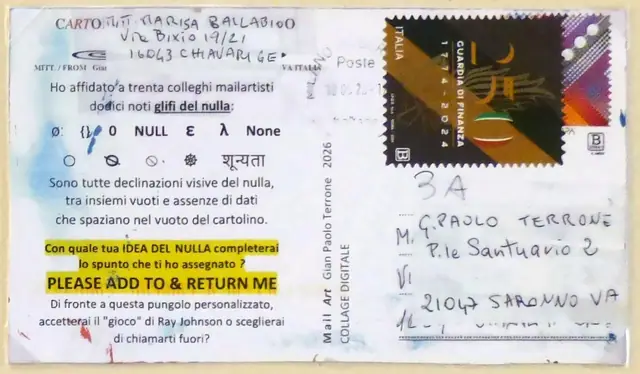 CARTO
MARISA BALLABIO
Via BIXIO 19/21
16043 CHIAVARI GE
MITT. / FROM Gian
VA ITALIA
Ho affidato a trenta colleghi mailartisti
dodici noti glifi del nulla:
Ø: {} 0 NULL ε λ None
शून्यता
Sono tutte declinazioni visive del nulla,
tra insiemi vuoti e assenze di dati
che spaziano nel vuoto del cartolino.
Con quale tua IDEA DEL NULLA completerai
lo spunto che ti ho assegnato ?
PLEASE ADD TO & RETURN ME
Di fronte a questa pungolo personalizzato,
accetterai il "gioco" di Ray Johnson o sceglierai
di chiamarti fuori?
Mail Art Gian Paolo Terrone 2026
COLLAGE DIGITALE
Poste
ITALIA
GUARDIA DI FINANZA
1774-2024
B
B
3A
G. PAOLO TERRONE
P.le Santuario 2
21047 SARONNO VA